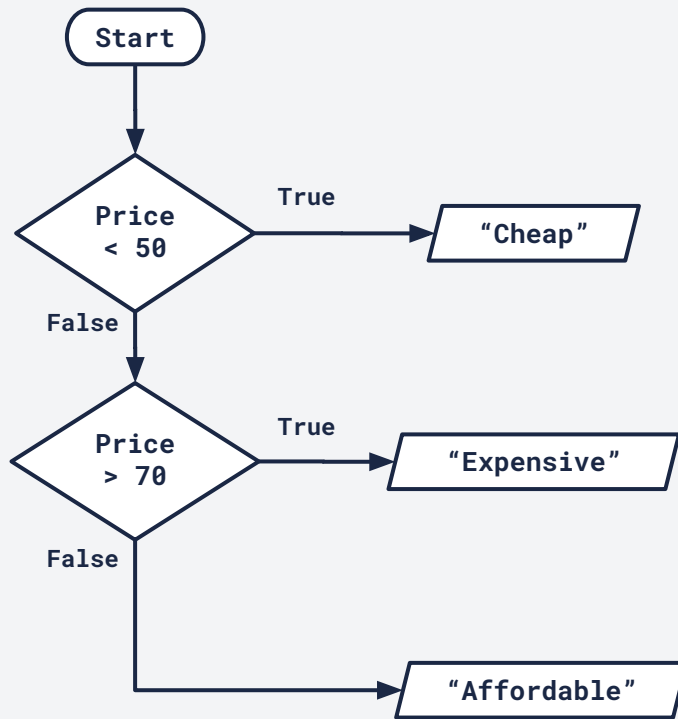 Start
Price
< 50
True
“Cheap”
False
Price
> 70
True
“Expensive”
False
“Affordable”